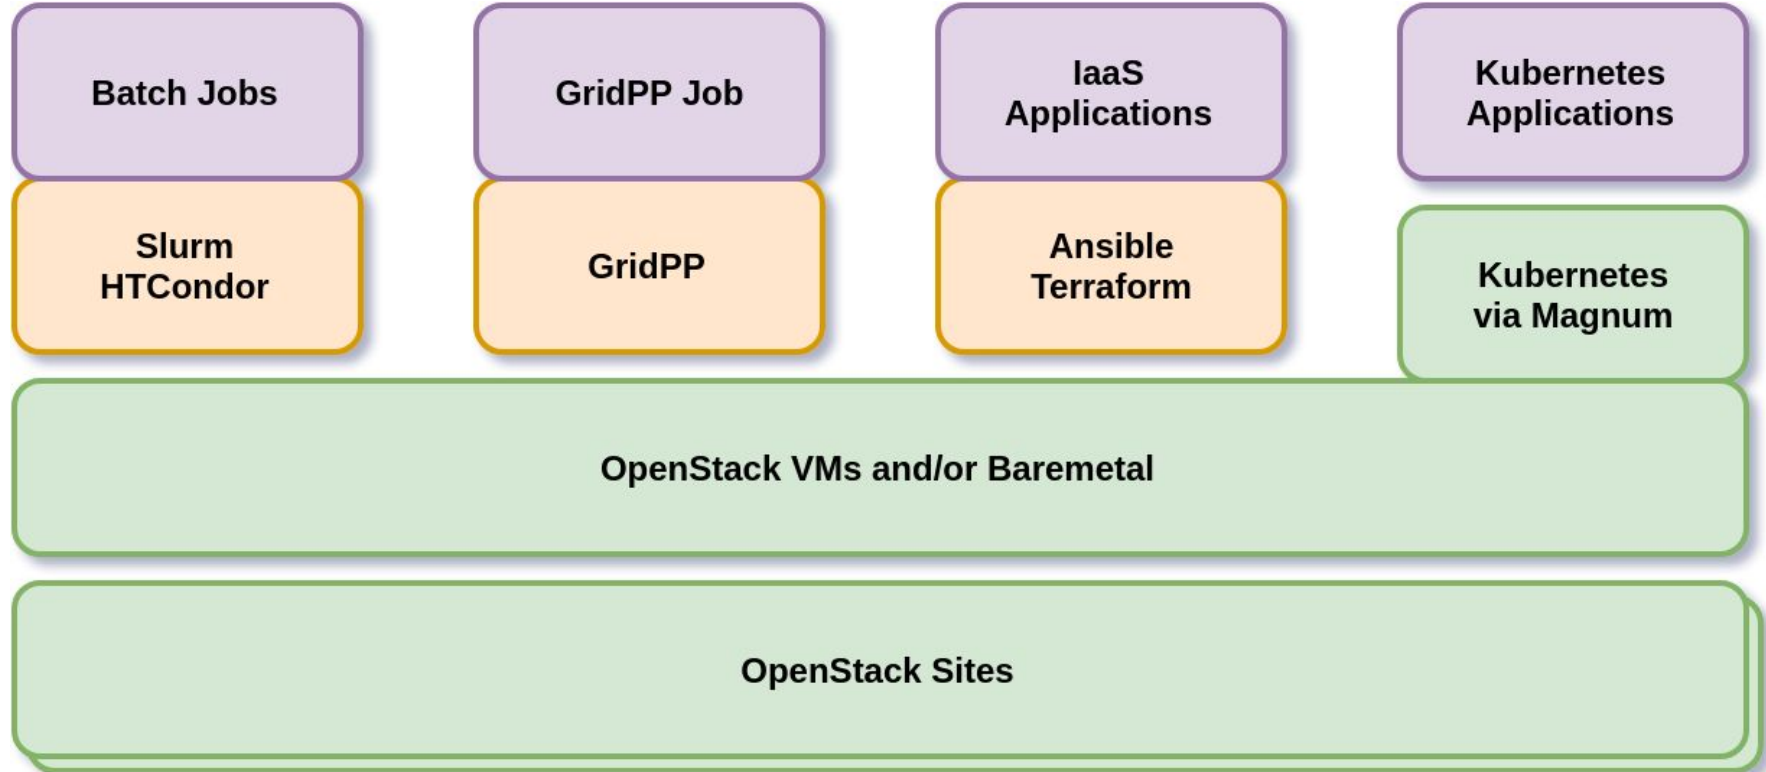 Batch Jobs
GridPP Job
IaaS
Applications
Kubernetes
Applications
Slurm
HTCondor
GridPP
Ansible
Terraform
Kubernetes
via Magnum
OpenStack VMs and/or Baremetal
OpenStack Sites